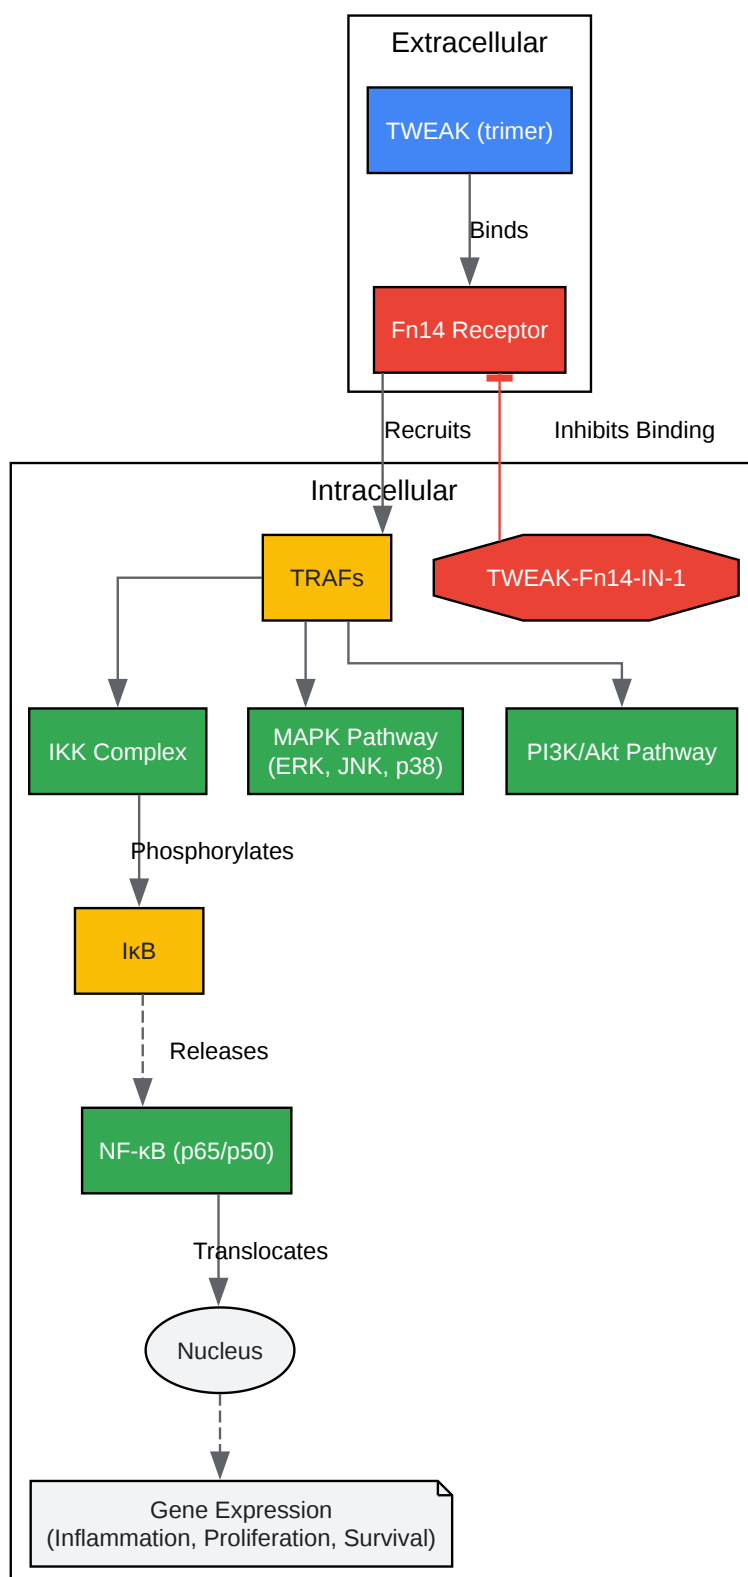 Extracellular
TWEAK (trimer)
Binds
Fn14 Receptor
Recruits
Inhibits Binding
Intracellular
TRAFs
TWEAK-Fn14-IN-1
IKK Complex
MAPK Pathway
(ERK, JNK, p38)
PI3K/Akt Pathway
Phosphorylates
IκB
Releases
NF-κB (p65/p50)
Translocates
Nucleus
Gene Expression
(Inflammation, Proliferation, Survival)